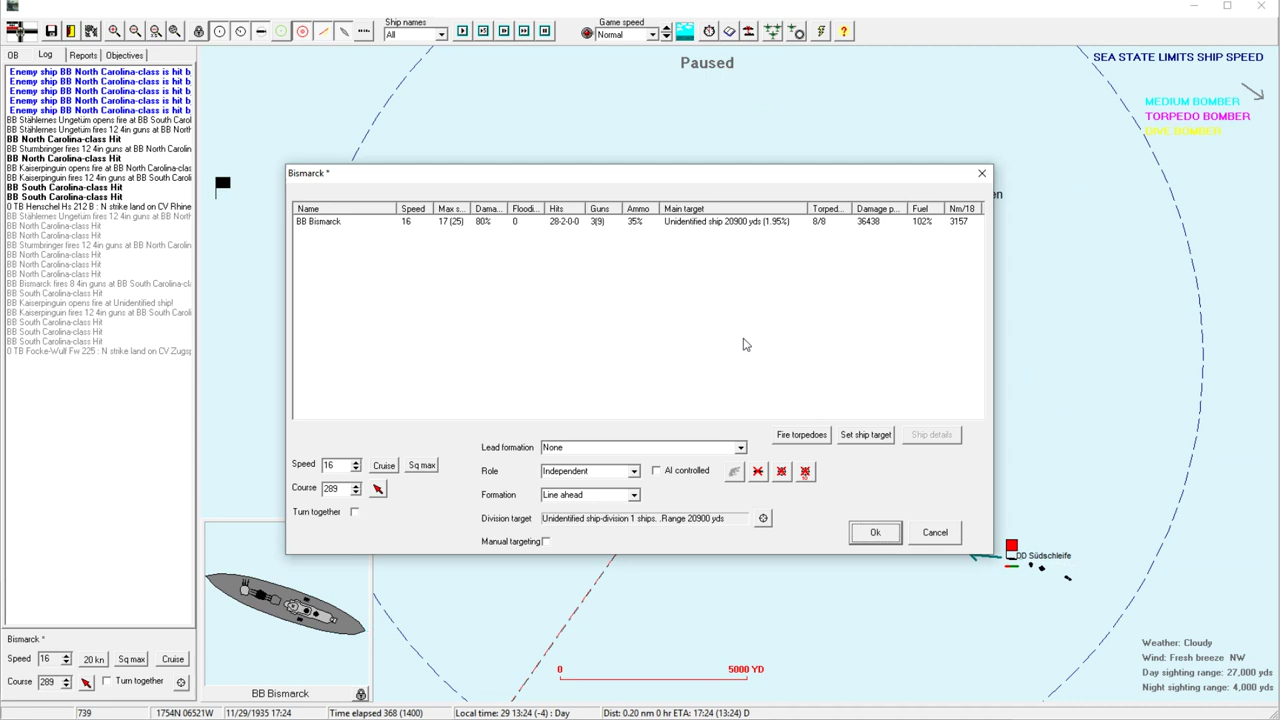 Ship names
All
Game speed
Normal
OB
Log
Reports
Objectives
Enemy ship BB North Carolina-class is hit b
Enemy ship BB North Carolina-class is hit b
Enemy ship BB North Carolina-class is hit b
Enemy ship BB North Carolina-class is hit b
Enemy ship BB North Carolina-class is hit b
BB Stählernes Ungetüm opens fire at BB South Carol
BB Stählernes Ungetüm fires 12 4in guns at BB North
BB North Carolina-class Hit
BB Sturmbringer fires 12 4in guns at BB North Carolina-
BB North Carolina-class Hit
BB Kaiserpinguin opens fire at BB South Carolina-clas
BB Kaiserpinguin fires 12 4in guns at BB South Caroli
BB South Carolina-class Hit
BB South Carolina-class Hit
0 TB Henschel Hs 212 B : N strike land on CV Rhine
BB Stählernes Ungetüm fires 12 4in guns at BB South
BB North Carolina-class Hit
BB North Carolina-class Hit
BB Sturmbringer fires 12 4in guns at BB North Caroli
BB North Carolina-class Hit
BB North Carolina-class Hit
BB North Carolina-class Hit
BB Bismarck fires 8 4in guns at BB South Carolina-cl
BB South Carolina-class Hit
BB Kaiserpinguin opens fire at Unidentified ship!
BB Kaiserpinguin fires 12 4in guns at BB South Caroli
BB South Carolina-class Hit
BB South Carolina-class Hit
BB South Carolina-class Hit
0 TB Focke-Wulf Fw 225 : N strike land on CV Zugsp
Paused
SEA STATE LIMITS SHIP SPEED
MEDIUM BOMBER
TORPEDO BOMBER
DIVE BOMBER
en
Bismarck *
Name Speed Max s... Dama... Floodi... Hits Guns Ammo Main target Torped... Damage p... Fuel Nm/18
BB Bismarck 16 17 (25) 80% 0 28-2-0-0 3(9) 35% Unidentified ship 20900 yds (1.95%) 8/8 36438 102% 3157
Fire torpedoes
Set ship target
Ship details
Lead formation None
Speed 16 Cruise Sq max
Role Independent AI controlled
Course 289
Formation Line ahead
Turn together
Division target Unidentified ship-division 1 ships. .Range 20900 yds
Manual targeting
Ok
Cancel
DD Südschleife
0 5000 YD
Weather: Cloudy
Wind: Fresh breeze NW
Day sighting range: 27,000 yds
Night sighting range: 4,000 yds
Bismarck *
Speed 16 20 kn Sq max Cruise
Course 289 Turn together
BB Bismarck
739
1754N 06521W
11/29/1935 17:24
Time elapsed 368 (1400)
Local time: 29 13:24 (-4) : Day
Dist: 0.20 nm 0 hr ETA: 17:24 (13:24) D